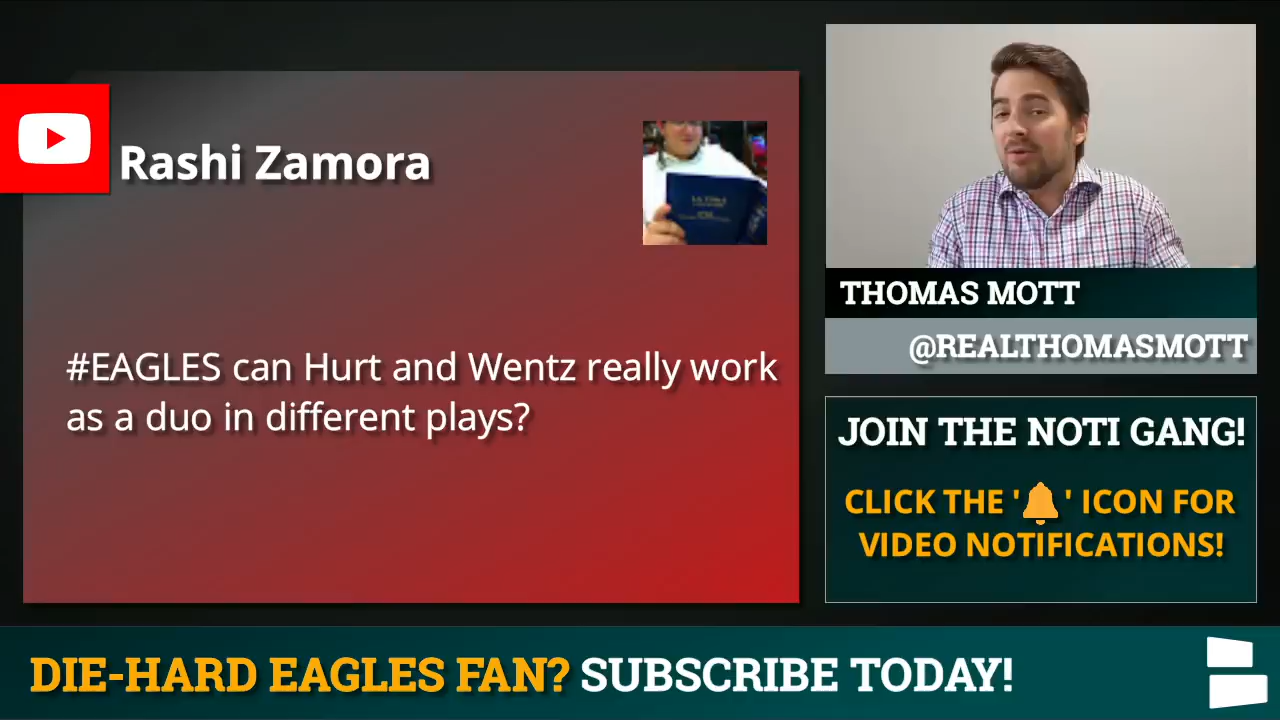 Rashi Zamora
#EAGLES can Hurt and Wentz really work
as a duo in different plays?
THOMAS MOTT
@REALTHOMASMOTT
JOIN THE NOTI GANG!
CLICK THE '🔔' ICON FOR
VIDEO NOTIFICATIONS!
DIE-HARD EAGLES FAN? SUBSCRIBE TODAY!